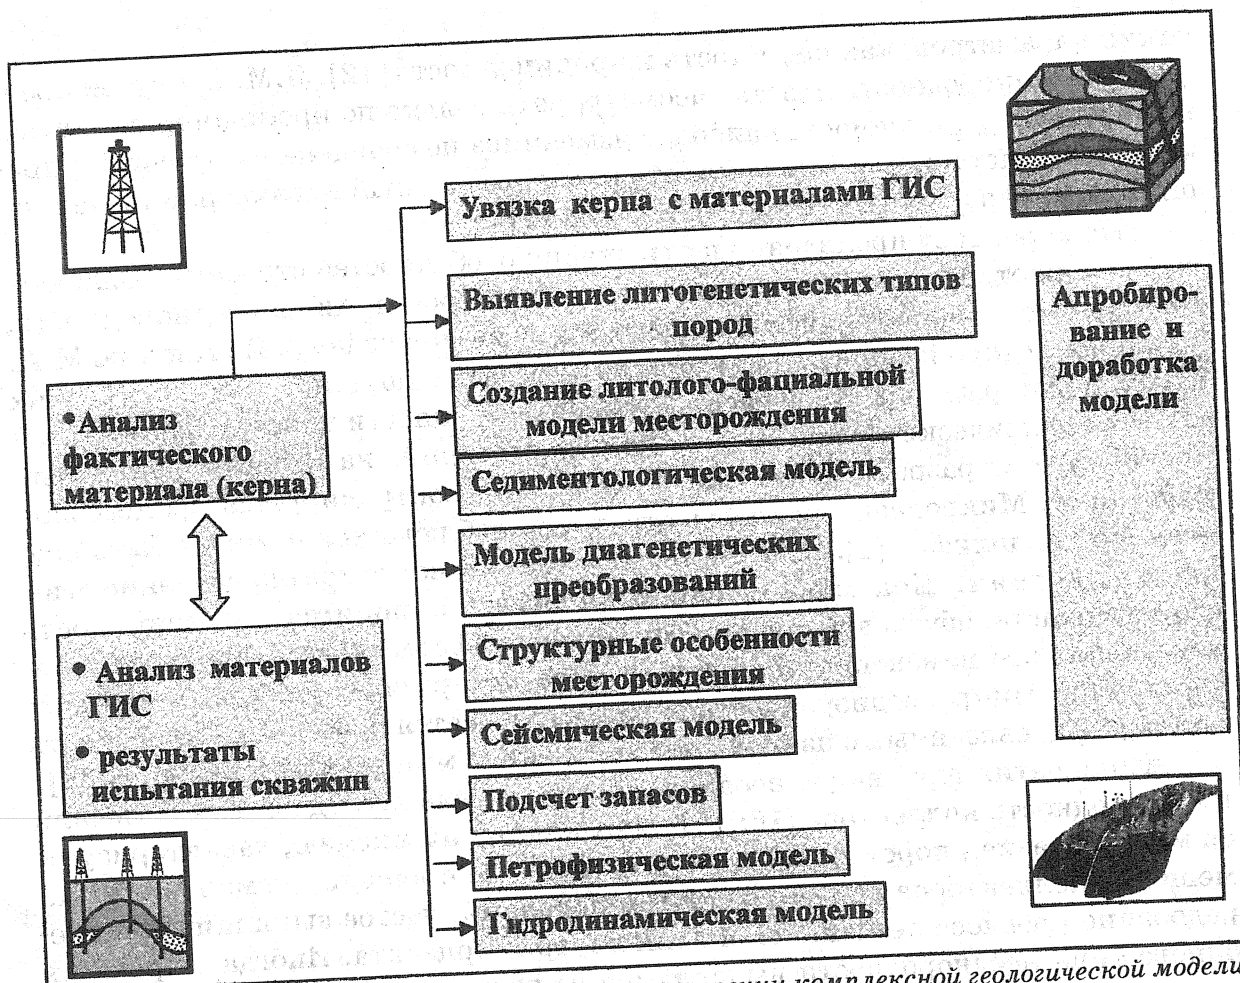 Увязка керна с материалами ГИС
Выявление литогенетических типов
пород
Создание литолого-фациальной
модели месторождения
Седиментологическая модель
Модель диагенетических
преобразований
Структурные особенности
месторождения
Сейсмическая модель
Подсчет запасов
Петрофизическая модель
Гидродинамическая модель
•Анализ
фактического
материала (керна)
• Анализ материалов
ГИС
• результаты
испытания скважин
Апробиро-
вание и
доработка
модели
комплексной геологической модели